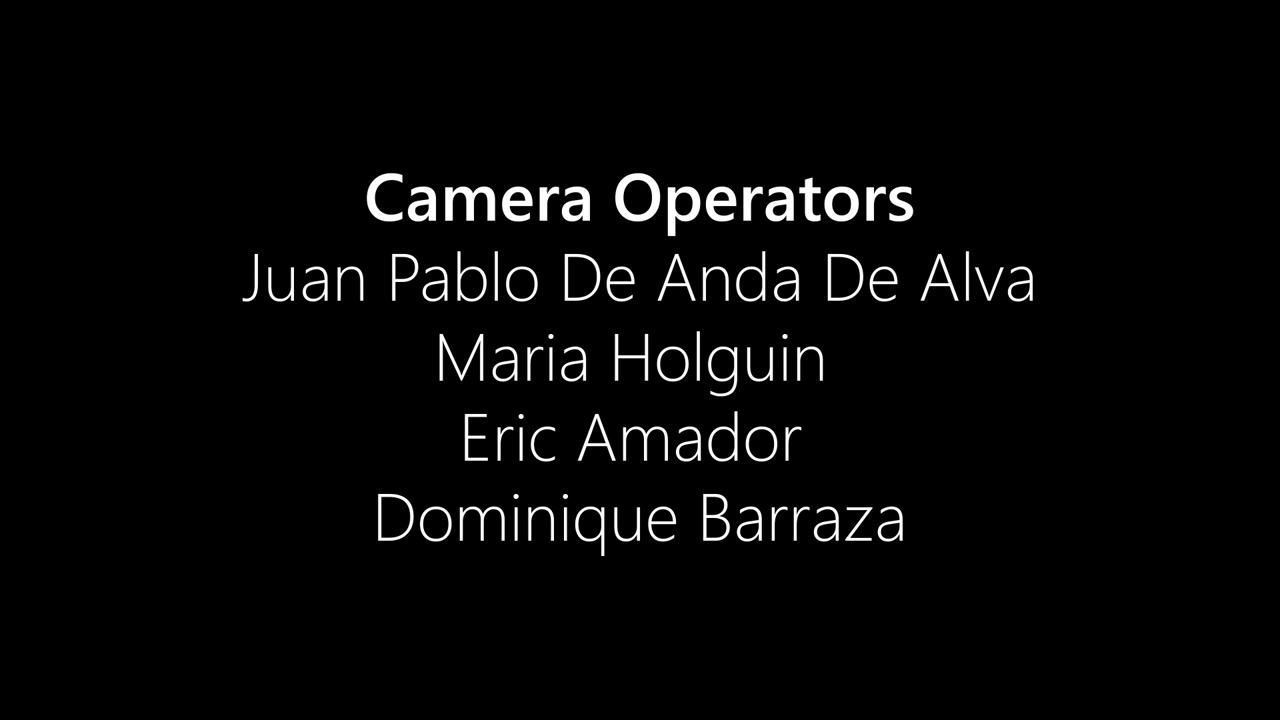 Camera Operators
Juan Pablo De Anda De Alva
Maria Holguin
Eric Amador
Dominique Barraza